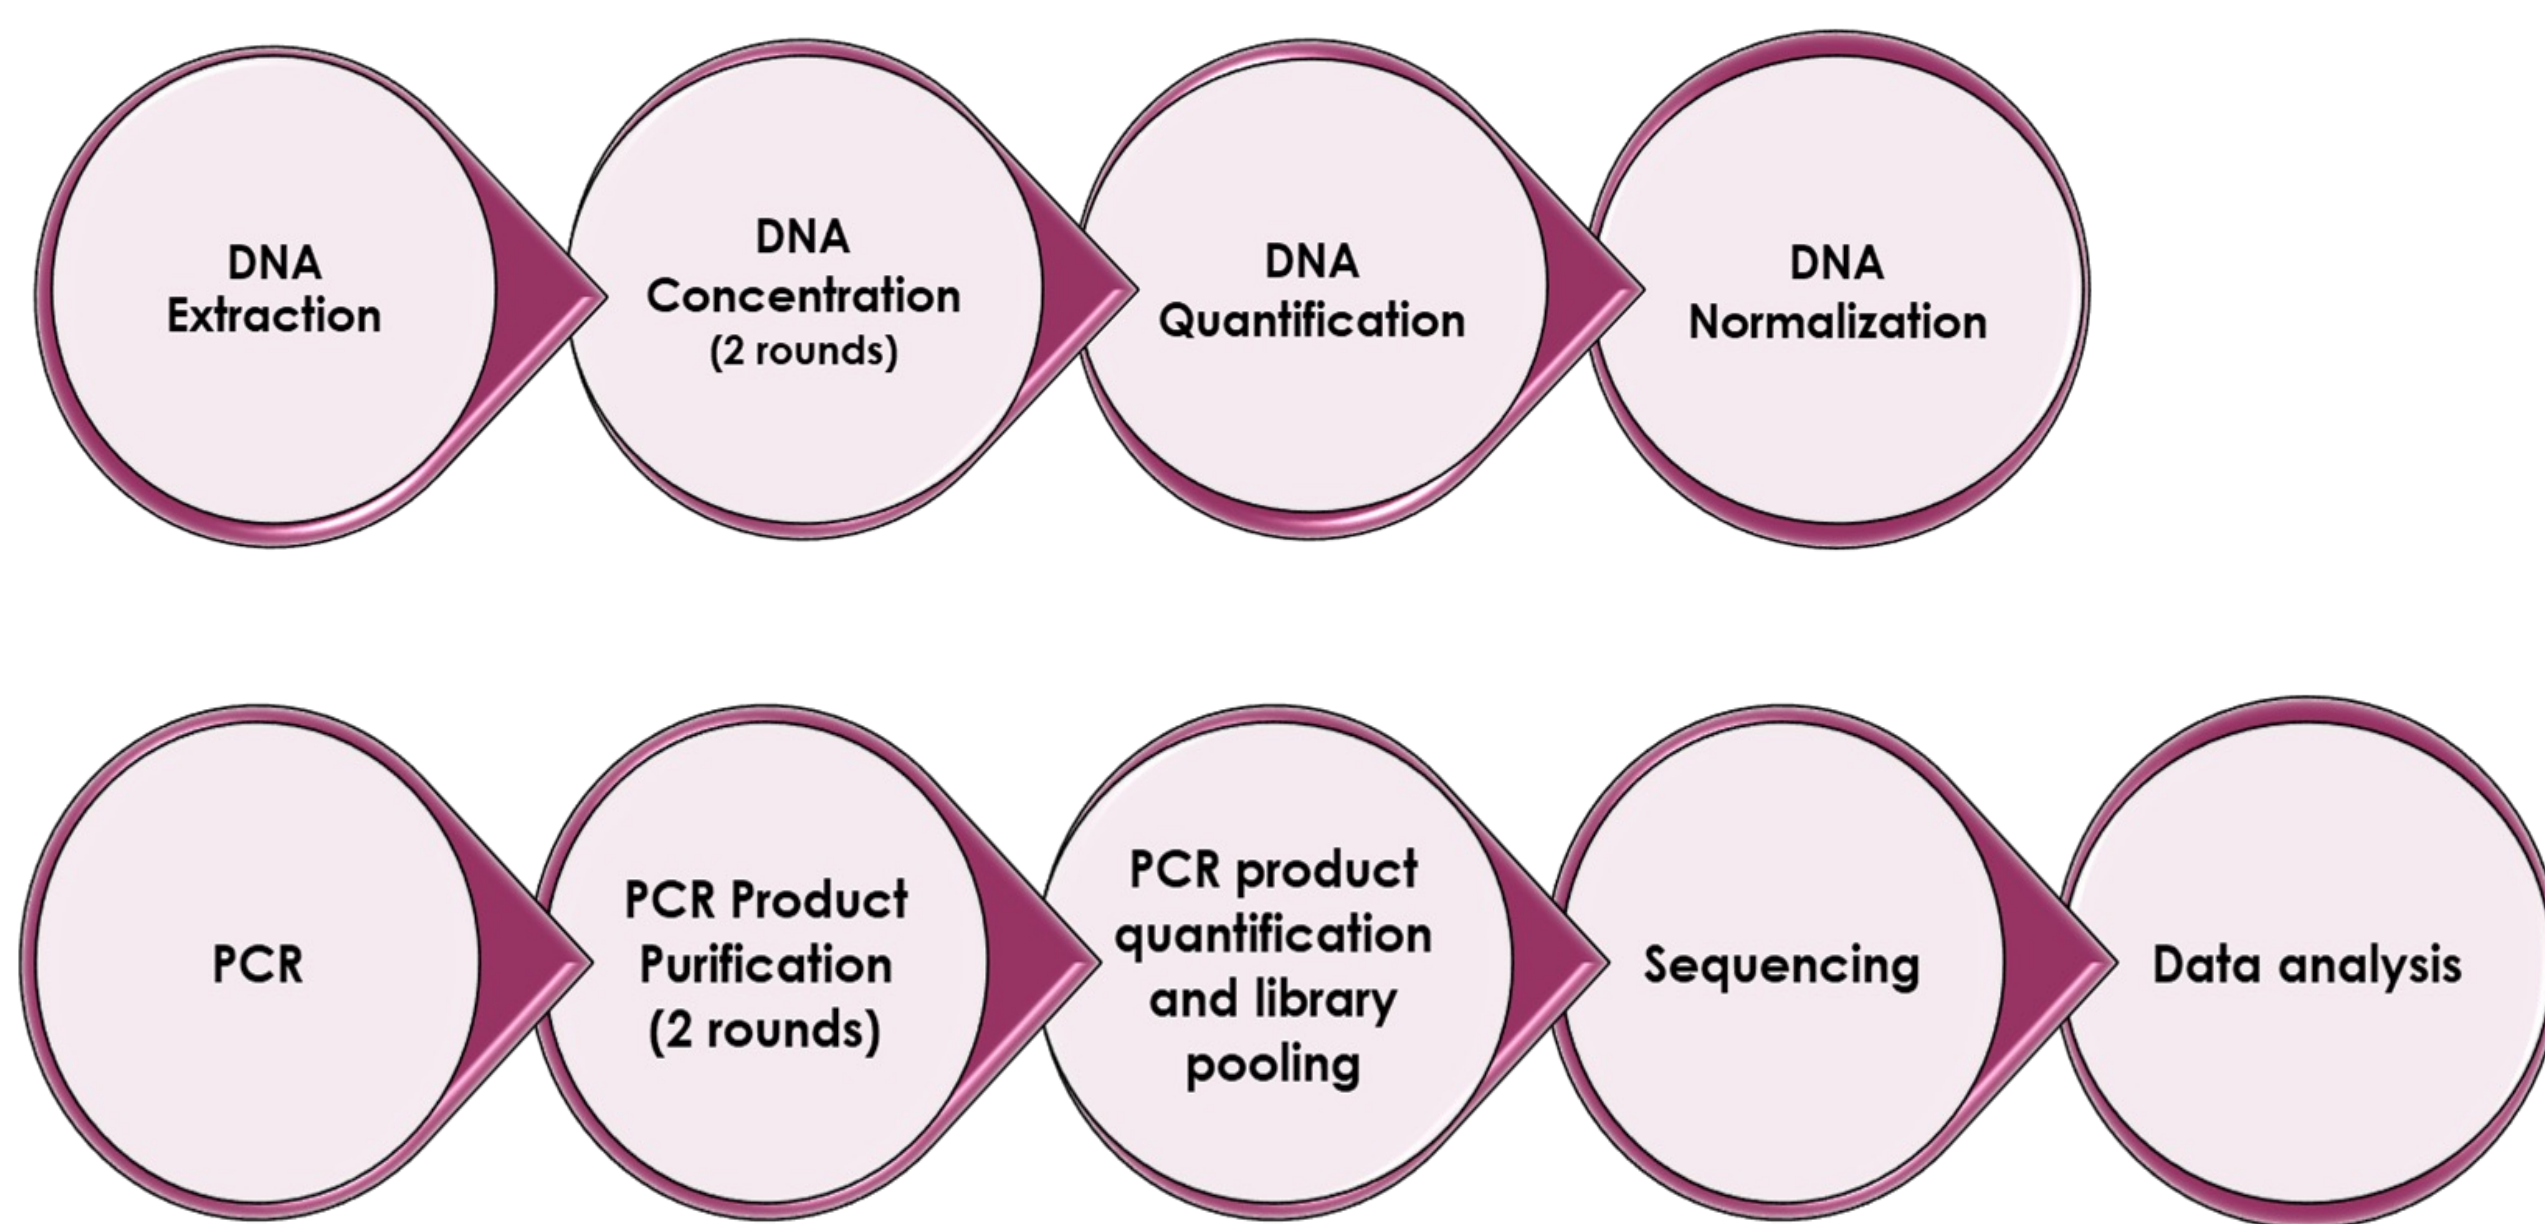 DNA
Extraction
DNA
Concentration
(2 rounds)
DNA
Quantification
DNA
Normalization
PCR
PCR Product
Purification
(2 rounds)
PCR product
quantification
and library
pooling
Sequencing
Data analysis